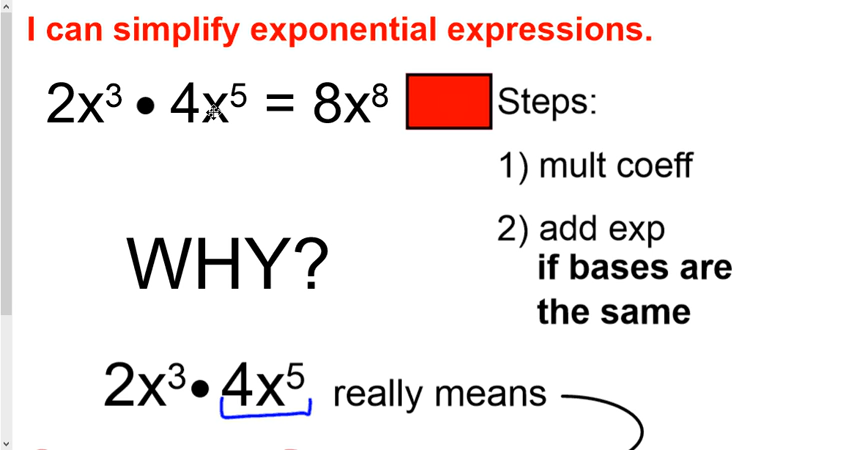 I can simplify exponential expressions.
2x³ • 4x⁵ = 8x⁸
Steps:
1) mult coeff
2) add exp
if bases are
the same
WHY?
2x³• 4x⁵ really means